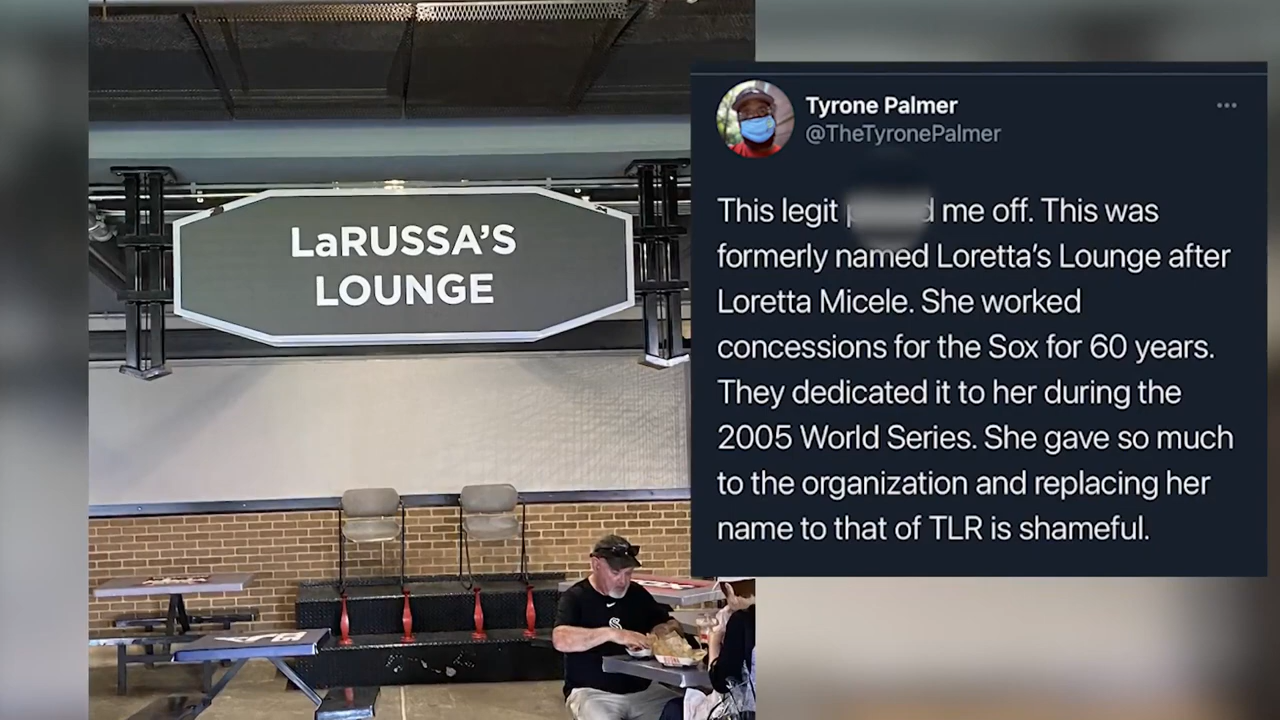 LaRUSSA'S
LOUNGE
Tyrone Palmer
@TheTyronePalmer
This legit me off. This was
formerly named Loretta's Lounge after
Loretta Micele. She worked
concessions for the Sox for 60 years.
They dedicated it to her during the
2005 World Series. She gave so much
to the organization and replacing her
name to that of TLR is shameful.